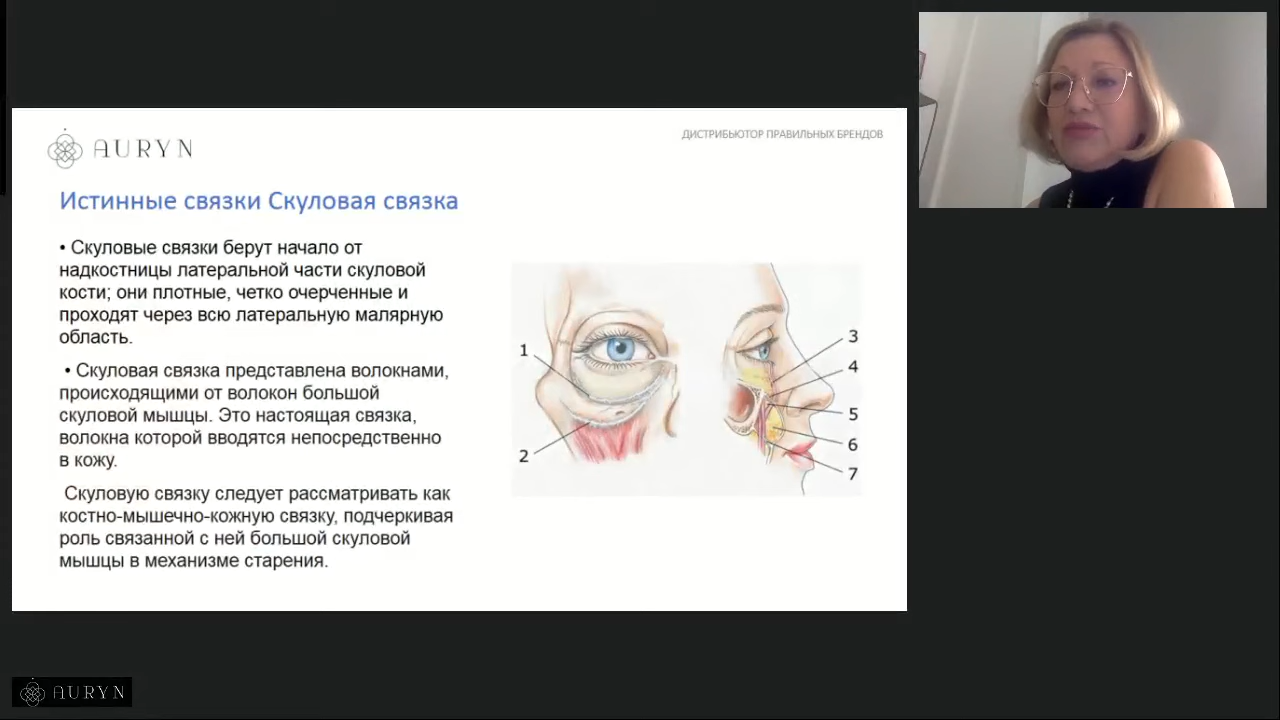 AURYN
ДИСТРИБЬЮТОР ПРАВИЛЬНЫХ БРЕНДОВ
Истинные связки Скуловая связка
• Скуловые связки берут начало от
надкостницы латеральной части скуловой
кости; они плотные, четко очерченные и
проходят через всю латеральную малярную
область.
• Скуловая связка представлена волокнами,
происходящими от волокон большой
скуловой мышцы. Это настоящая связка,
волокна которой вводятся непосредственно
в кожу.
Скуловую связку следует рассматривать как
костно-мышечно-кожную связку, подчеркивая
роль связанной с ней большой скуловой
мышцы в механизме старения.
1
2
3
4
5
6
7
AURYN